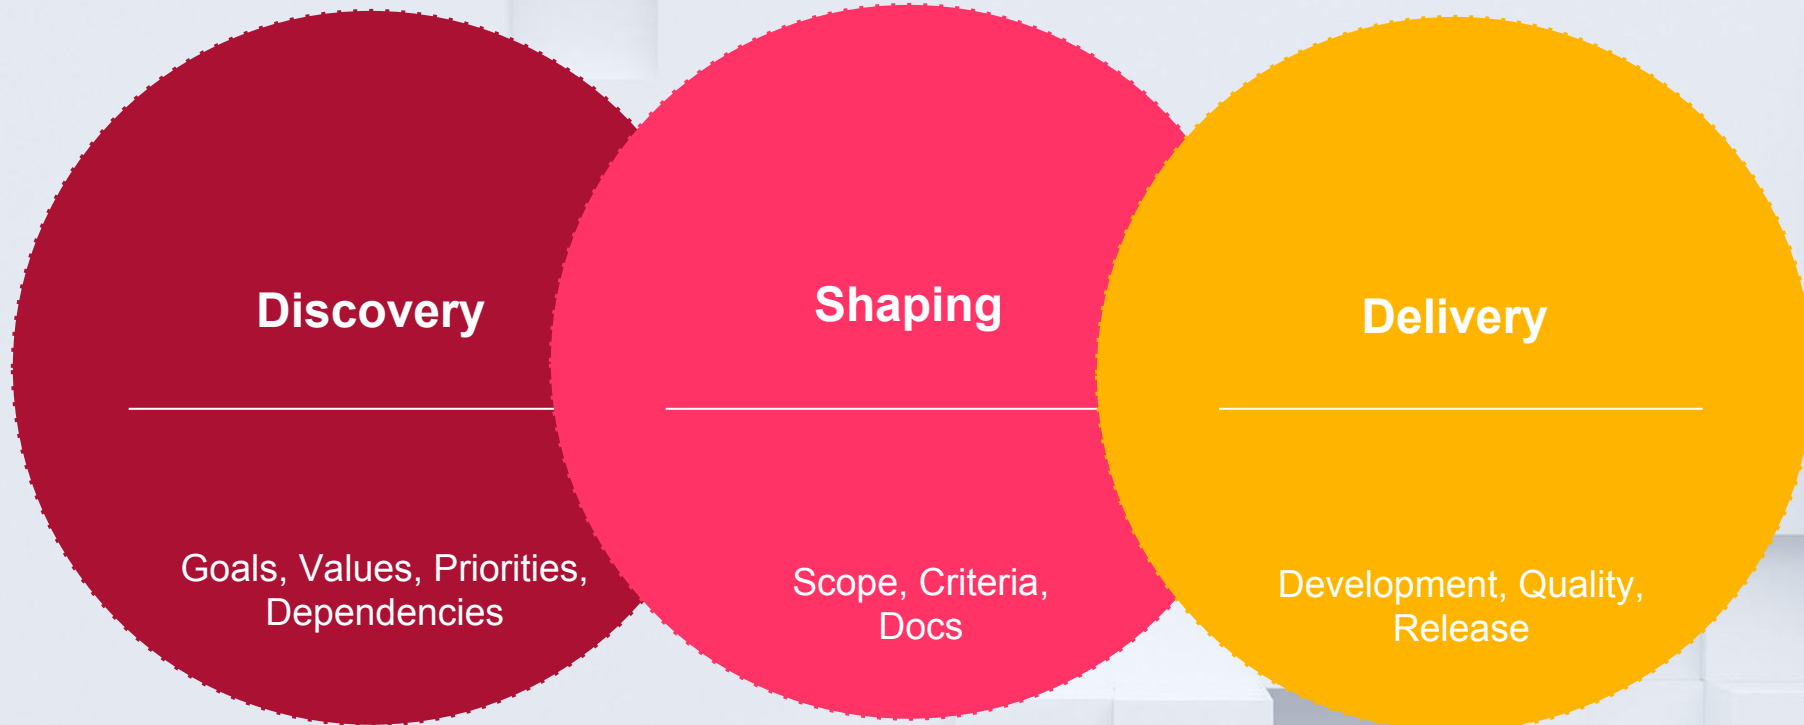 Discovery
Goals, Values, Priorities,
Dependencies
Shaping
Scope, Criteria,
Docs
Delivery
Development, Quality,
Release